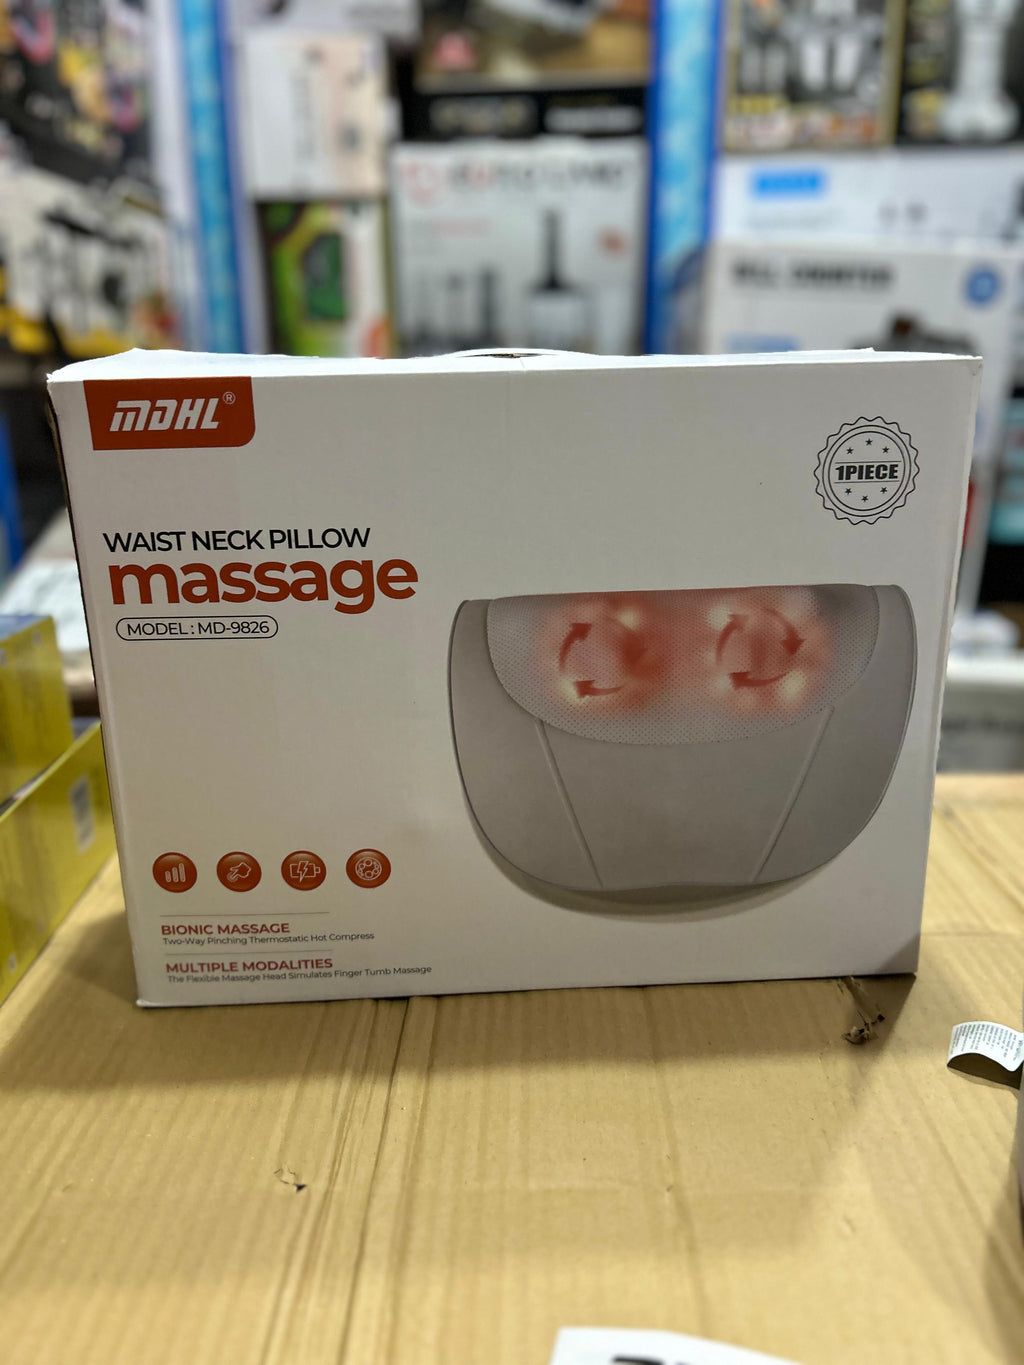 MDHL®
1PIECE
WAIST NECK PILLOW
massage
MODEL : MD-9826
BIONIC MASSAGE
Two-Way Pinching Thermostatic Hot Compress
MULTIPLE MODALITIES
The Flexible Massage Head Simulates Finger Tumb Massage